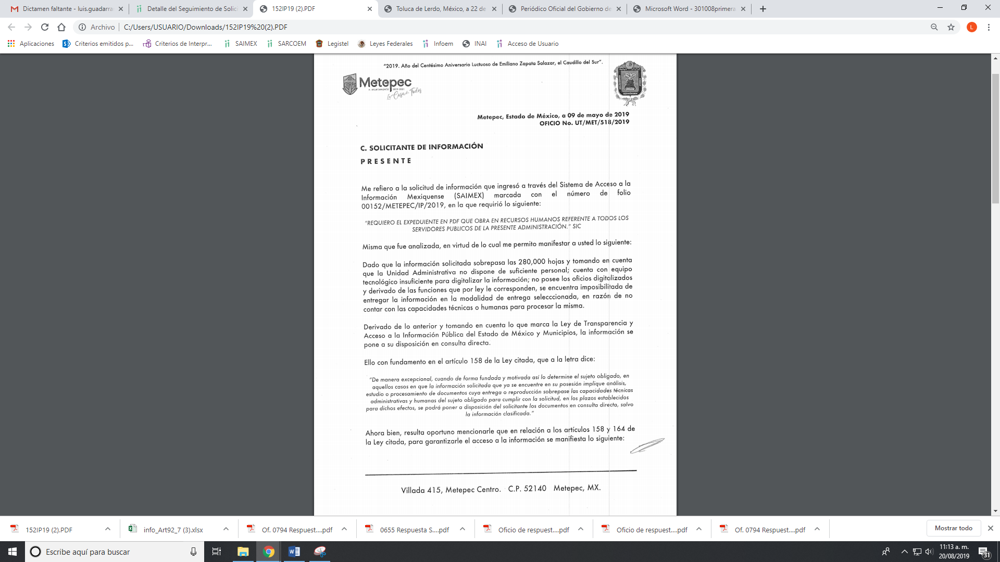 Dictamen faltante - luis.guadarra
Detalle del Seguimiento de Solici
152IP19 (2).PDF
Toluca de Lerdo, México, a 22 de
Periódico Oficial del Gobierno de
Microsoft Word - 301008primera
Archivo
C:/Users/USUARIO/Downloads/152IP19%20(2).PDF
L
Aplicaciones
Criterios emitidos p...
Criterios de Interpr...
SAIMEX
SARCOEM
Legistel
Leyes Federales
Infoem
INAI
Acceso de Usuario
"2019. Año del Centésimo Aniversario Luctuoso de Emiliano Zapata Salazar, el Caudillo del Sur".
Metepec
H. AYUNTAMIENTO 2019-2021
La Casa de Todos
Metepec, Estado de México, a 09 de mayo de 2019
OFICIO No. UT/MET/518/2019
C. SOLICITANTE DE INFORMACIÓN
P R E S E N T E
Me refiero a la solicitud de información que ingresó a través del Sistema de Acceso a la
Información Mexiquense (SAIMEX) marcada con el número de folio
00152/METEPEC/IP/2019, en la que requirió lo siguiente:
"REQUIERO EL EXPEDUIENTE EN PDF QUE OBRA EN RECURSOS HUMANOS REFERENTE A TODOS LOS
SERVIDORES PUBLICOS DE LA PRESENTE ADMINISTRACIÓN." SIC
Misma que fue analizada, en virtud de lo cual me permito manifestar a usted lo siguiente:
Dado que la información solicitada sobrepasa las 280,000 hojas y tomando en cuenta
que la Unidad Administrativa no dispone de suficiente personal; cuenta con equipo
tecnológico insuficiente para digitalizar la información; no posee los oficios digitalizados
y derivado de las funciones que por ley le corresponden, se encuentra imposibilitada de
entregar la información en la modalidad de entrega selecccionada, en razón de no
contar con las capacidades técnicas o humanas para procesar la misma.
Derivado de lo anterior y tomando en cuenta lo que marca la Ley de Transparencia y
Acceso a la Información Pública del Estado de México y Municipios, la información se
pone a su disposición en consulta directa.
Ello con fundamento en el artículo 158 de la Ley citada, que a la letra dice:
"De manera excepcional, cuando de forma fundada y motivada así lo determine el sujeto obligado, en
aquellos casos en que la información solicitada que ya se encuentre en su posesión implique análisis,
estudio o procesamiento de documentos cuya entrega o reproducción sobrepase las capacidades técnicas
administrativas y humanas del sujeto obligado para cumplir con la solicitud, en los plazos establecidos
para dichos efectos, se podrá poner a disposición del solicitante los documentos en consulta directa, salvo
la información clasificada."
Ahora bien, resulta oportuno mencionarle que en relación a los artículos 158 y 164 de
la Ley citada, para garantizarle el acceso a la información se manifiesta lo siguiente:
Villada 415, Metepec Centro. C.P. 52140 Metepec, MX.
152IP19 (2).PDF
info_Art92_7 (3).xlsx
Of. 0794 Respuest....pdf
0655 Respuesta S....pdf
Oficio de respuest....pdf
Oficio de respuest....pdf
Of. 0794 Respuest....pdf
Mostrar todo
Escribe aquí para buscar
11:13 a. m.
20/08/2019
31